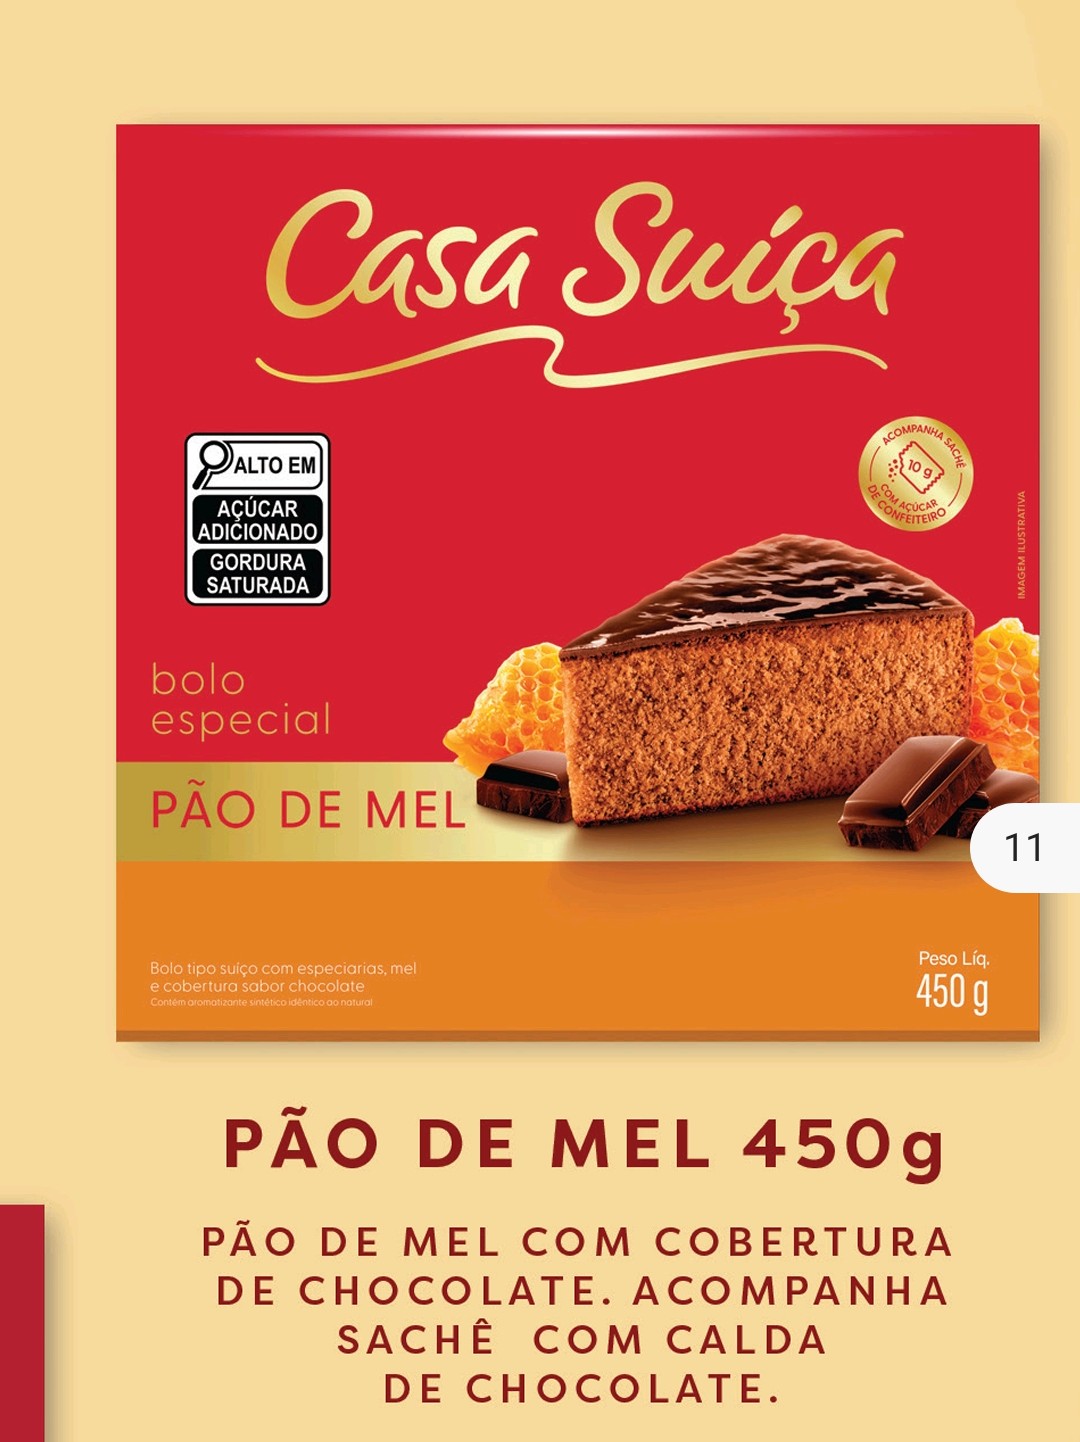 Casa Suíça
ALTO EM
AÇÚCAR
ADICIONADO
GORDURA
SATURADA
ACOMPANHA SACHÊ
10 g
COM AÇÚCAR
DE CONFEITEIRO
IMAGEM ILUSTRATIVA
bolo
especial
PÃO DE MEL
11
Bolo tipo suíço com especiarias, mel
e cobertura sabor chocolate
Contém aromatizante sintético idêntico ao natural
Peso Líq.
450 g
PÃO DE MEL 450g
PÃO DE MEL COM COBERTURA
DE CHOCOLATE. ACOMPANHA
SACHÊ COM CALDA
DE CHOCOLATE.